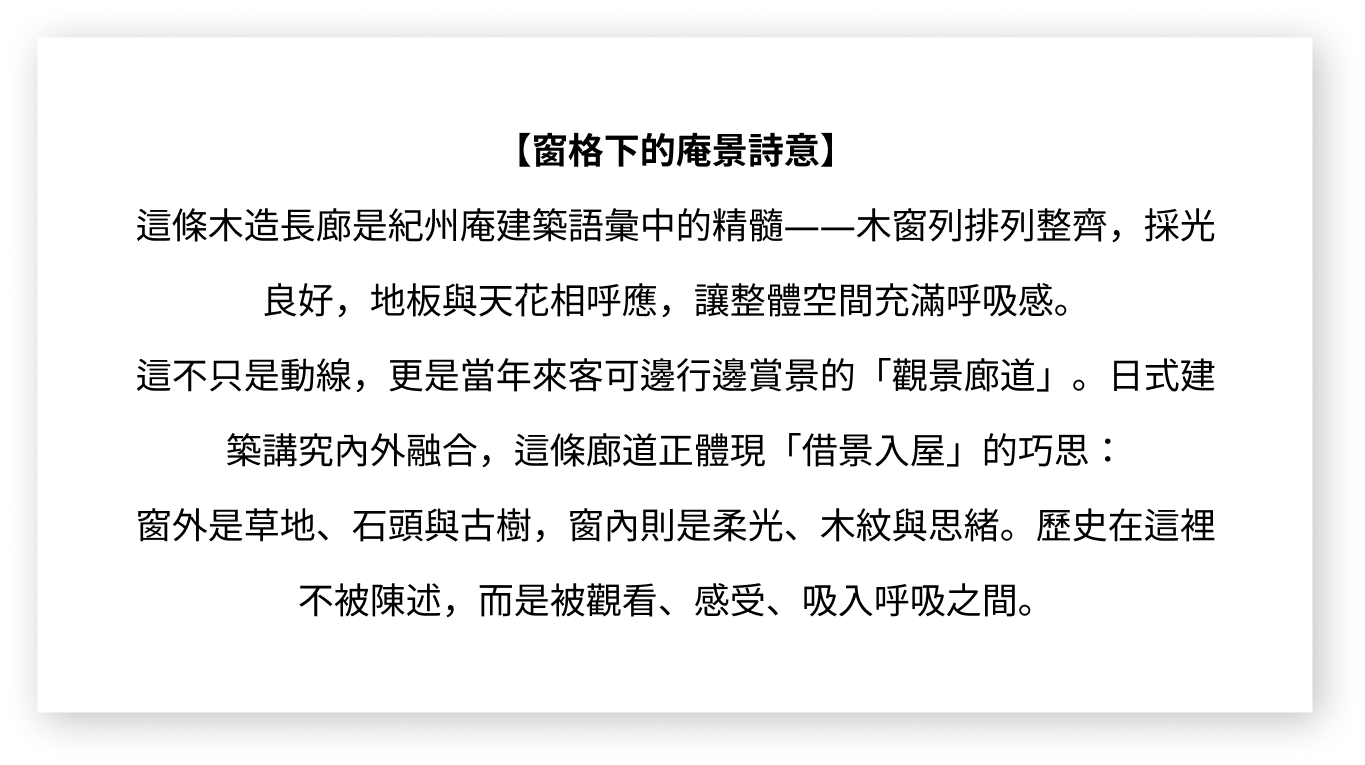 【窗格下的庵景詩意】
這條木造長廊是紀州庵建築語彙中的精髓——木窗列排列整齊，採光
良好，地板與天花相呼應，讓整體空間充滿呼吸感。
這不只是動線，更是當年來客可邊行邊賞景的「觀景廊道」。日式建
築講究內外融合，這條廊道正體現「借景入屋」的巧思：
窗外是草地、石頭與古樹，窗內則是柔光、木紋與思緒。歷史在這裡
不被陳述，而是被觀看、感受、吸入呼吸之間。